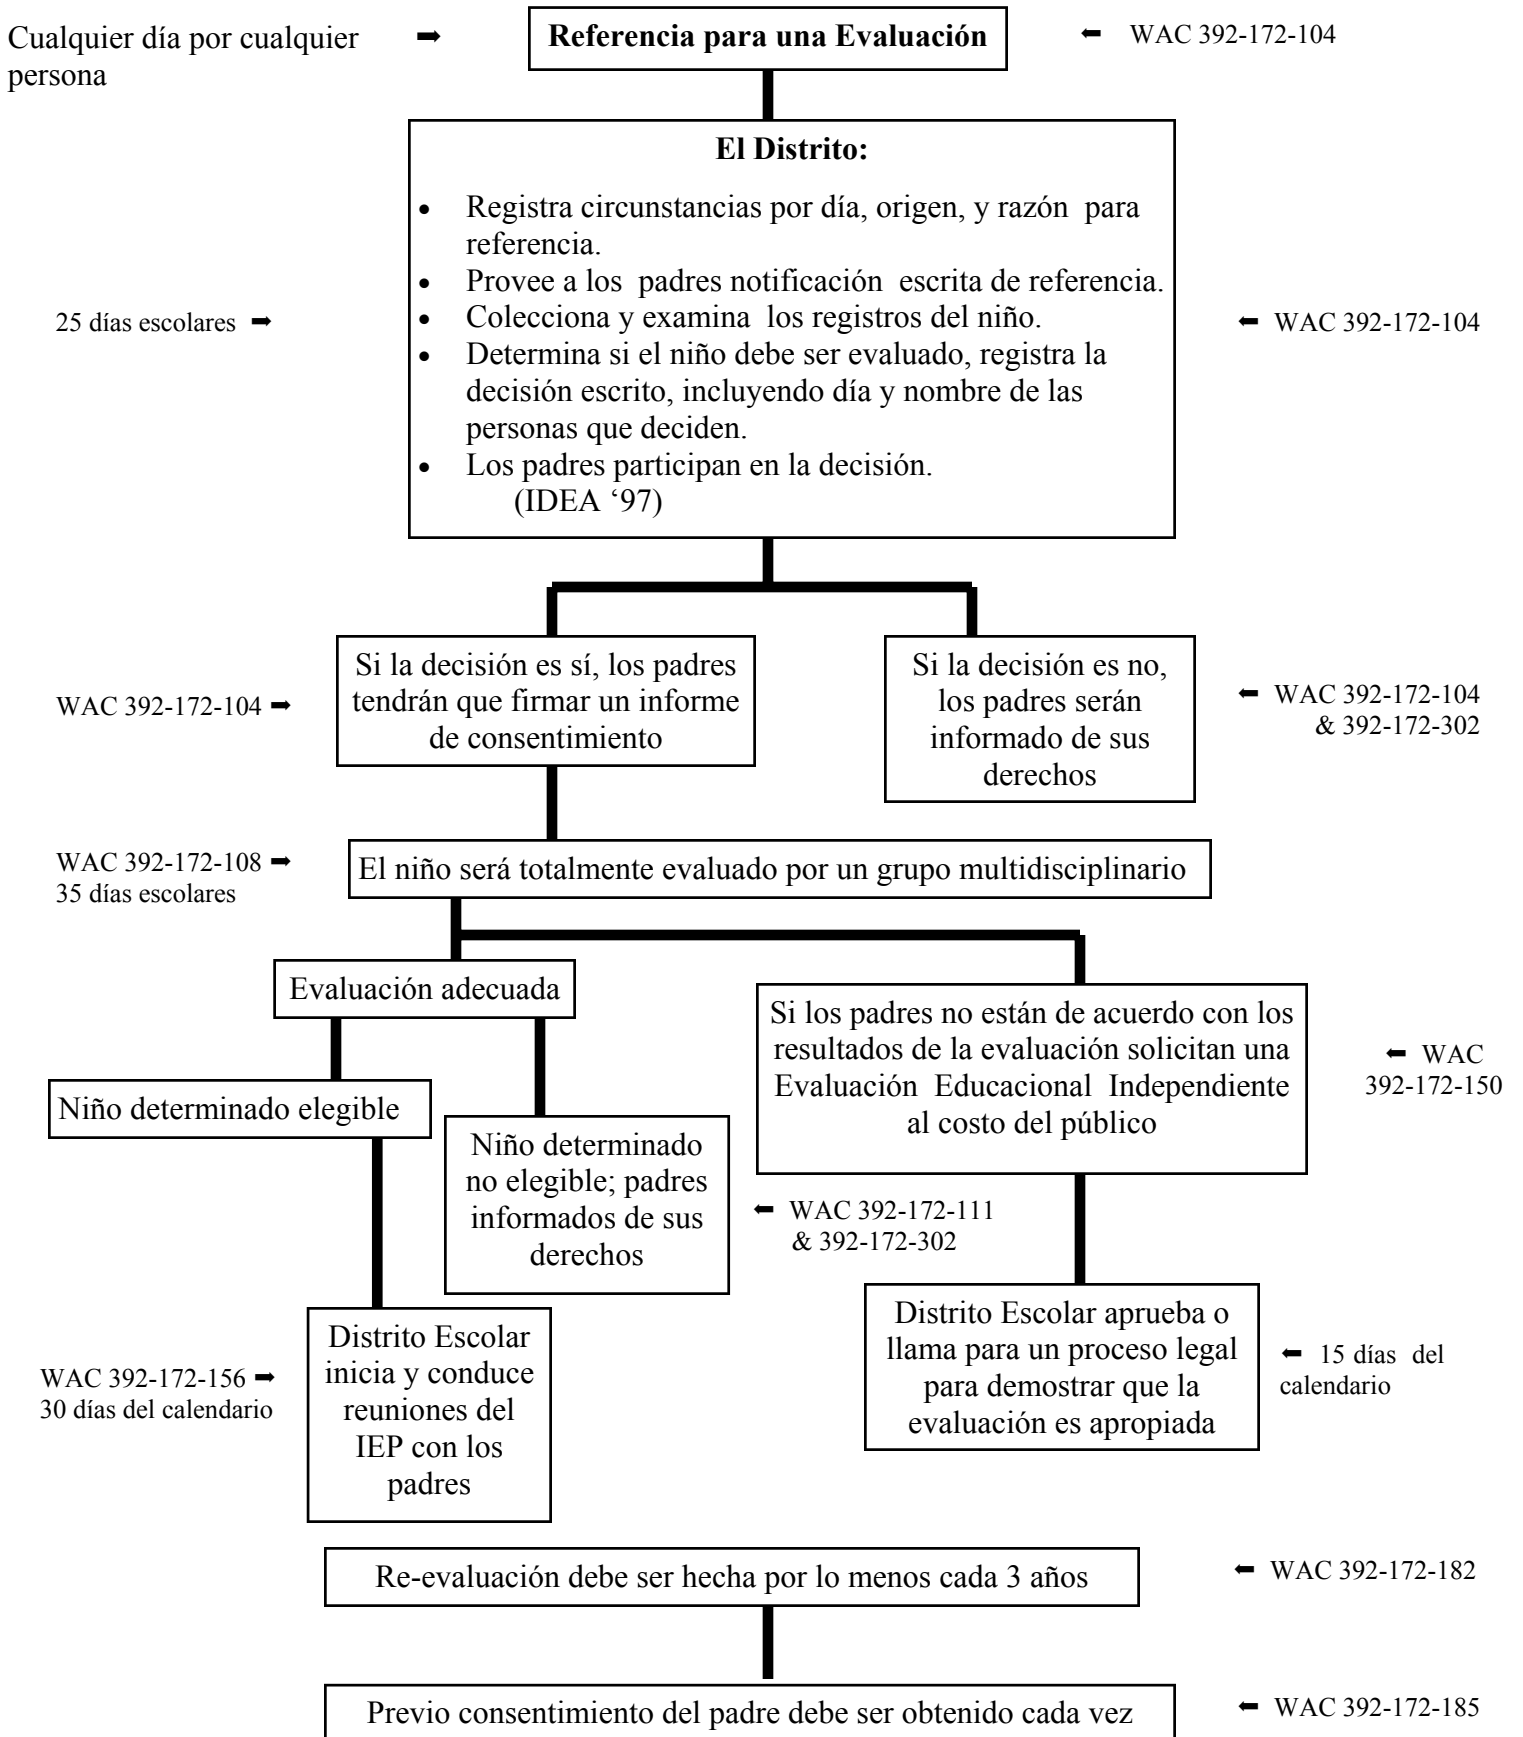 Cualquier día por cualquier
persona
➡
Referencia para una Evaluación
⬅ WAC 392-172-104
El Distrito:
• Registra circunstancias por día, origen, y razón para
referencia.
• Provee a los padres notificación escrita de referencia.
• Colecciona y examina los registros del niño.
• Determina si el niño debe ser evaluado, registra la
decisión escrito, incluyendo día y nombre de las
personas que deciden.
• Los padres participan en la decisión.
(IDEA ‘97)
25 días escolares ➡
⬅ WAC 392-172-104
WAC 392-172-104 ➡
Si la decisión es sí, los padres
tendrán que firmar un informe
de consentimiento
Si la decisión es no,
los padres serán
informado de sus
derechos
⬅ WAC 392-172-104
& 392-172-302
WAC 392-172-108 ➡
35 días escolares
El niño será totalmente evaluado por un grupo multidisciplinario
Evaluación adecuada
Si los padres no están de acuerdo con los
resultados de la evaluación solicitan una
Evaluación Educacional Independiente
al costo del público
⬅ WAC
392-172-150
Niño determinado elegible
Niño determinado
no elegible; padres
informados de sus
derechos
⬅ WAC 392-172-111
& 392-172-302
WAC 392-172-156 ➡
30 días del calendario
Distrito Escolar
inicia y conduce
reuniones del
IEP con los
padres
Distrito Escolar aprueba o
llama para un proceso legal
para demostrar que la
evaluación es apropiada
⬅ 15 días del
calendario
Re-evaluación debe ser hecha por lo menos cada 3 años
⬅ WAC 392-172-182
Previo consentimiento del padre debe ser obtenido cada vez
⬅ WAC 392-172-185